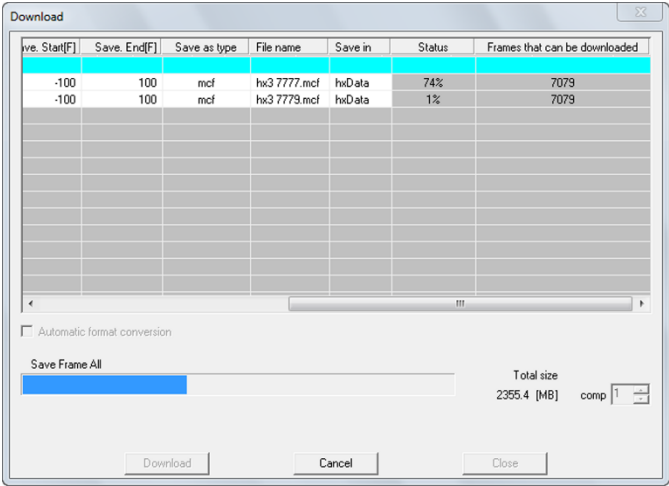 Download
ve. Start[F] Save. End[F] Save as type File name Save in Status Frames that can be downloaded
-100 100 mcf hx3 7777.mcf hxData 74% 7079
-100 100 mcf hx3 7779.mcf hxData 1% 7079
Automatic format conversion
Save Frame All
Total size
2355.4 [MB] comp 1
Download Cancel Close